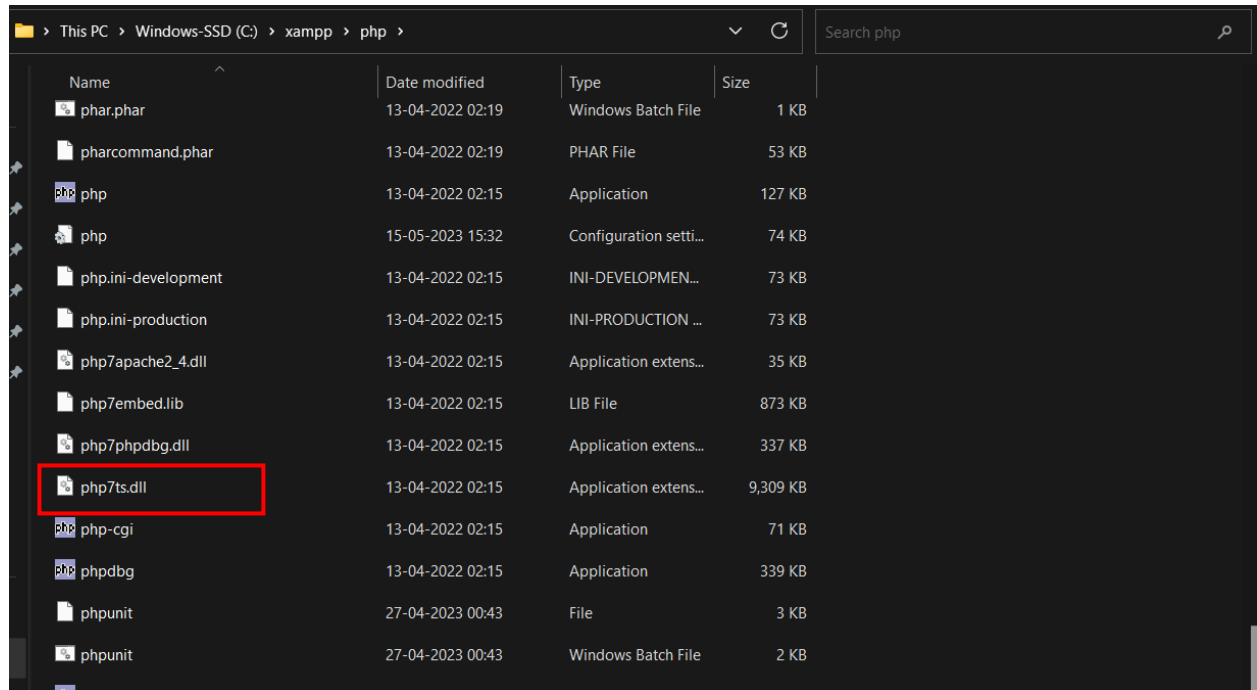 This PC > Windows-SSD (C:) > xampp > php >
Search php
Name Date modified Type Size
phar.phar 13-04-2022 02:19 Windows Batch File 1 KB
pharcommand.phar 13-04-2022 02:19 PHAR File 53 KB
php php 13-04-2022 02:15 Application 127 KB
php 15-05-2023 15:32 Configuration setti... 74 KB
php.ini-development 13-04-2022 02:15 INI-DEVELOPMEN... 73 KB
php.ini-production 13-04-2022 02:15 INI-PRODUCTION ... 73 KB
php7apache2_4.dll 13-04-2022 02:15 Application extens... 35 KB
php7embed.lib 13-04-2022 02:15 LIB File 873 KB
php7phpdbg.dll 13-04-2022 02:15 Application extens... 337 KB
php7ts.dll 13-04-2022 02:15 Application extens... 9,309 KB
php php-cgi 13-04-2022 02:15 Application 71 KB
php phpdbg 13-04-2022 02:15 Application 339 KB
phpunit 27-04-2023 00:43 File 3 KB
phpunit 27-04-2023 00:43 Windows Batch File 2 KB